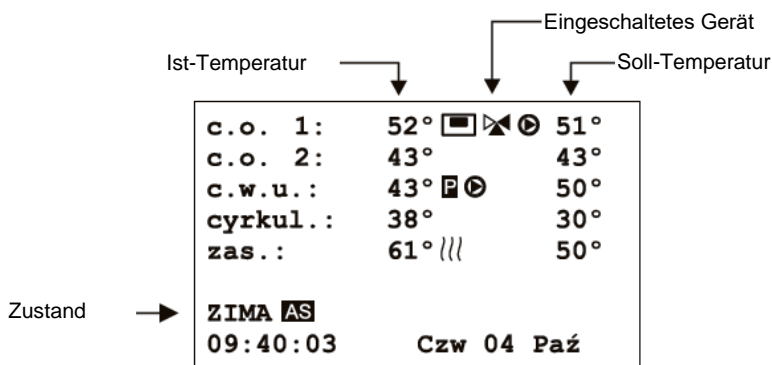 Eingeschaltetes Gerät
Ist-Temperatur Soll-Temperatur
c.o. 1: 52° 51°
c.o. 2: 43° 43°
c.w.u.: 43° P 50°
cyrkul.: 38° 30°
zas.: 61° 50°
Zustand ZIMA AS
09:40:03 Czw 04 Paź